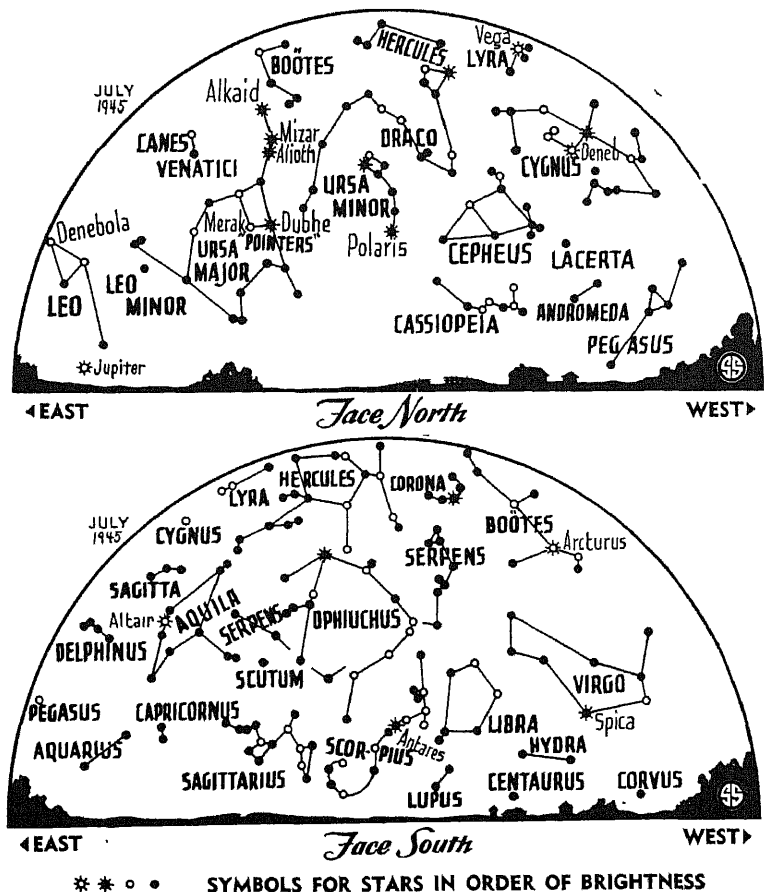 JULY
1945
BOÖTES
HERCULES
Vega
LYRA
Alkaid
Mizar
Alioth
CANES
VENATICI
DRACO
CYGNUS
Deneb
URSA
MINOR
Polaris
Denebola
Merak
Dubhe
"POINTERS"
URSA
MAJOR
LEO
LEO
MINOR
CEPHEUS
LACERTA
CASSIOPEIA
ANDROMEDA
PEGASUS
Jupiter
EAST
Face North
WEST
JULY
1945
LYRA
HERCULES
CORONA
BOÖTES
Arcturus
CYGNUS
SERPENS
SAGITTA
Altair
AQUILA
SERPENS
OPHIUCHUS
DELPHINUS
SCUTUM
VIRGO
Spica
PEGASUS
CAPRICORNUS
AQUARIUS
SAGITTARIUS
SCORPIUS
Antares
LIBRA
HYDRA
LUPUS
CENTAURUS
CORVUS
EAST
Face South
WEST
SYMBOLS FOR STARS IN ORDER OF BRIGHTNESS